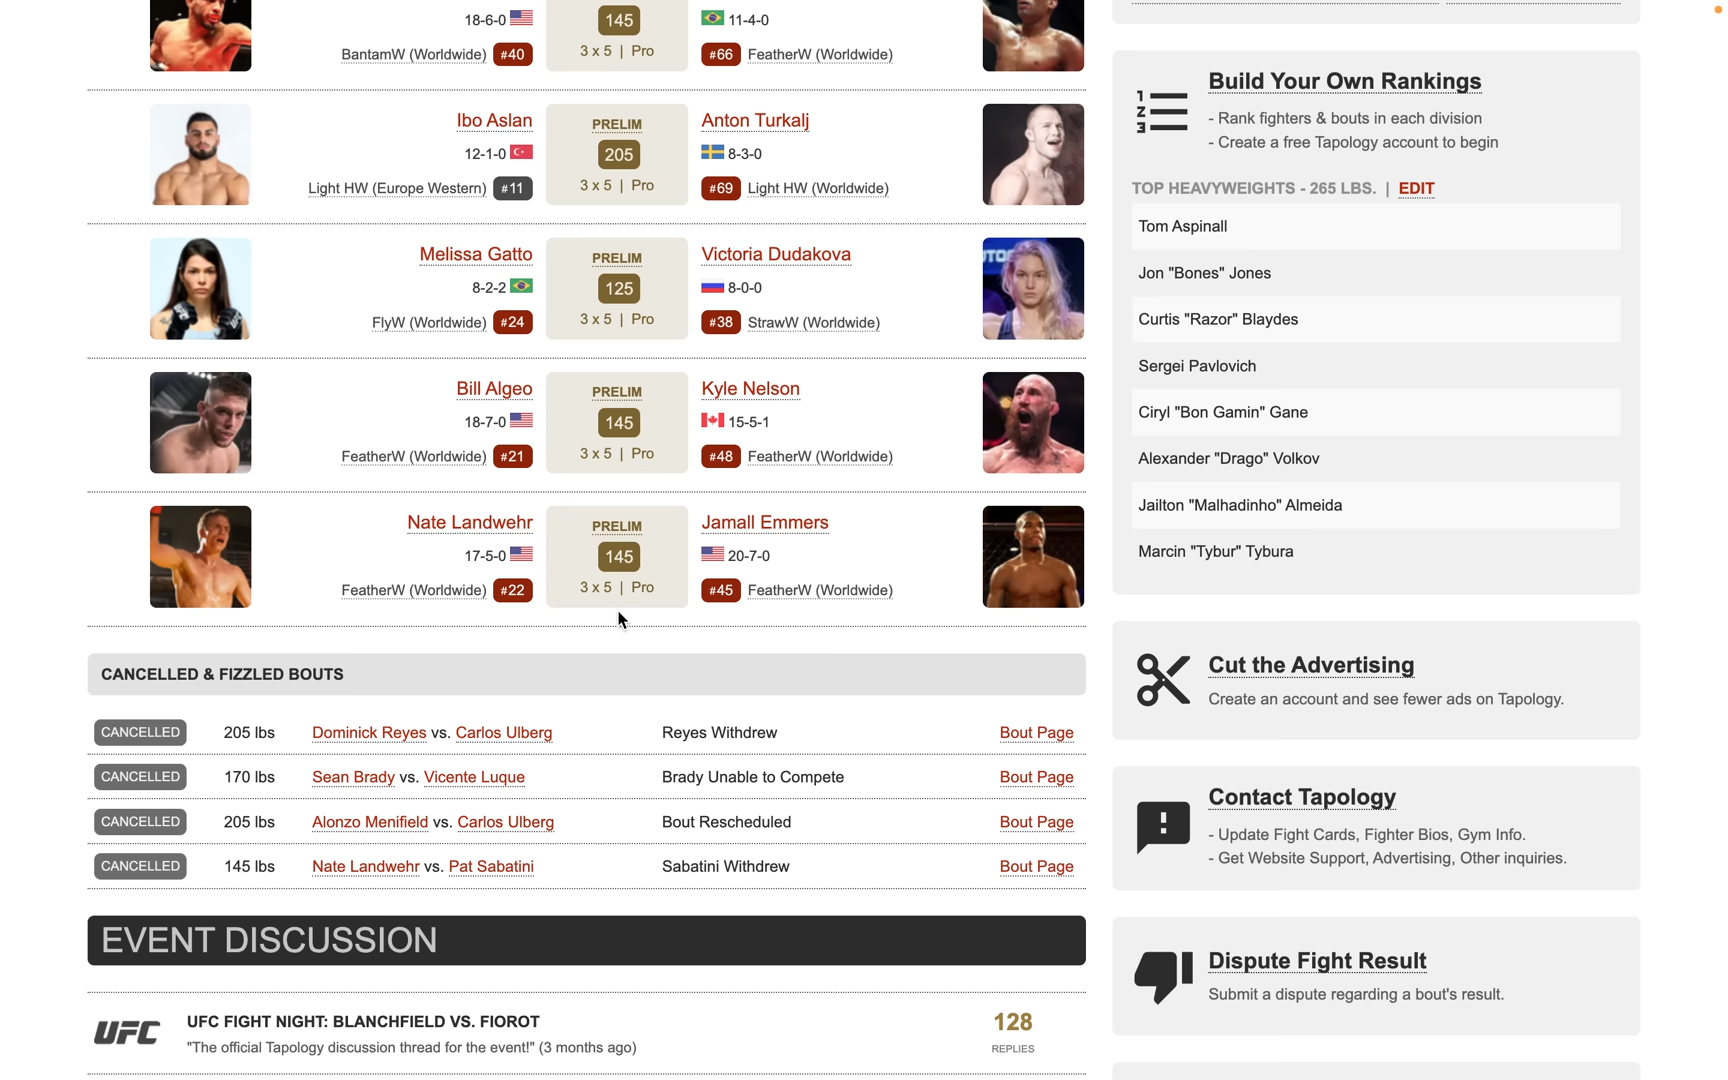 18-6-0
145
11-4-0
BantamW (Worldwide) #40
3 x 5 | Pro
#66 FeatherW (Worldwide)
Ibo Aslan
PRELIM
Anton Turkalj
12-1-0
205
8-3-0
Light HW (Europe Western) #11
3 x 5 | Pro
#69 Light HW (Worldwide)
Melissa Gatto
PRELIM
Victoria Dudakova
8-2-2
125
8-0-0
FlyW (Worldwide) #24
3 x 5 | Pro
#38 StrawW (Worldwide)
Bill Algeo
PRELIM
Kyle Nelson
18-7-0
145
15-5-1
FeatherW (Worldwide) #21
3 x 5 | Pro
#48 FeatherW (Worldwide)
Nate Landwehr
PRELIM
Jamall Emmers
17-5-0
145
20-7-0
FeatherW (Worldwide) #22
3 x 5 | Pro
#45 FeatherW (Worldwide)
CANCELLED & FIZZLED BOUTS
CANCELLED 205 lbs Dominick Reyes vs. Carlos Ulberg Reyes Withdrew Bout Page
CANCELLED 170 lbs Sean Brady vs. Vicente Luque Brady Unable to Compete Bout Page
CANCELLED 205 lbs Alonzo Menifield vs. Carlos Ulberg Bout Rescheduled Bout Page
CANCELLED 145 lbs Nate Landwehr vs. Pat Sabatini Sabatini Withdrew Bout Page
EVENT DISCUSSION
UFC
UFC FIGHT NIGHT: BLANCHFIELD VS. FIOROT
"The official Tapology discussion thread for the event!" (3 months ago)
128
REPLIES
1
2
3
Build Your Own Rankings
- Rank fighters & bouts in each division
- Create a free Tapology account to begin
TOP HEAVYWEIGHTS - 265 LBS. | EDIT
Tom Aspinall
Jon "Bones" Jones
Curtis "Razor" Blaydes
Sergei Pavlovich
Ciryl "Bon Gamin" Gane
Alexander "Drago" Volkov
Jailton "Malhadinho" Almeida
Marcin "Tybur" Tybura
Cut the Advertising
Create an account and see fewer ads on Tapology.
Contact Tapology
- Update Fight Cards, Fighter Bios, Gym Info.
- Get Website Support, Advertising, Other inquiries.
Dispute Fight Result
Submit a dispute regarding a bout's result.